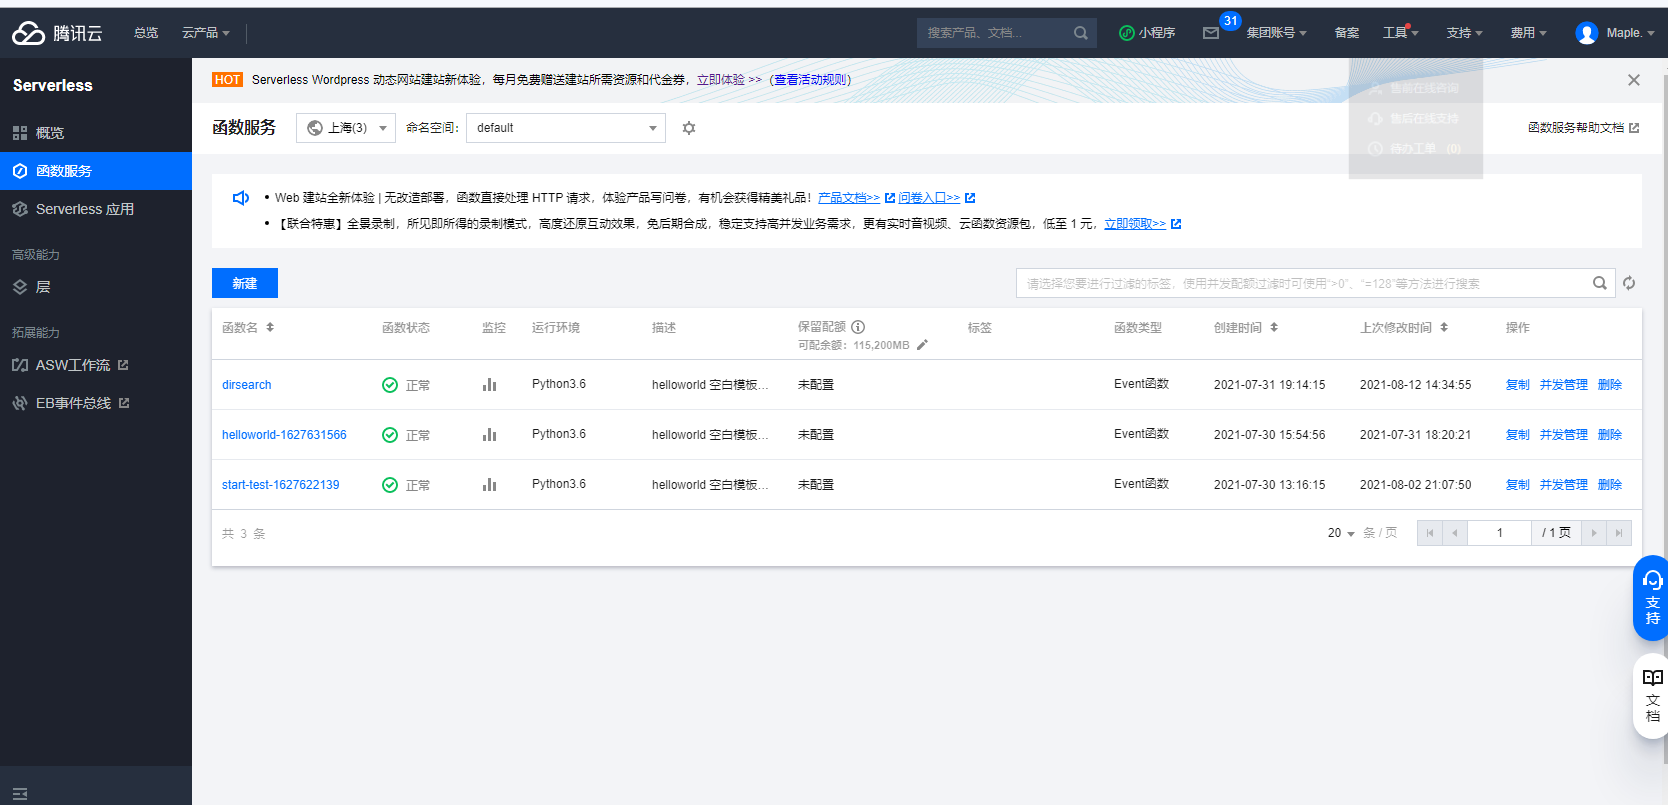 腾讯云
总览
云产品
搜索产品、文档...
小程序
31
集团账号
备案
工具
支持
费用
Maple.
Serverless
概览
函数服务
Serverless 应用
高级能力
层
拓展能力
ASW工作流
EB事件总线
HOT Serverless Wordpress 动态网站建站新体验，每月免费赠送建站所需资源和代金券，立即体验 >>（查看活动规则）
售前在线咨询
售后在线支持
待办工单 (0)
函数服务
上海(3)
命名空间：
default
函数服务帮助文档
• Web 建站全新体验 | 无改造部署，函数直接处理 HTTP 请求，体验产品写问卷，有机会获得精美礼品！产品文档>> 问卷入口>>
• 【联合特惠】全景录制，所见即所得的录制模式，高度还原互动效果，免后期合成，稳定支持高并发业务需求，更有实时音视频、云函数资源包，低至 1 元，立即领取>>
新建
请选择您要进行过滤的标签，使用并发配额过滤时可使用“>0”、“=128”等方法进行搜索
函数名 函数状态 监控 运行环境 描述 保留配额 标签 函数类型 创建时间 上次修改时间 操作
可配余额：115,200MB
dirsearch 正常 Python3.6 helloworld 空白模板... 未配置 Event函数 2021-07-31 19:14:15 2021-08-12 14:34:55 复制 并发管理 删除
helloworld-1627631566 正常 Python3.6 helloworld 空白模板... 未配置 Event函数 2021-07-30 15:54:56 2021-07-31 18:20:21 复制 并发管理 删除
start-test-1627622139 正常 Python3.6 helloworld 空白模板... 未配置 Event函数 2021-07-30 13:16:15 2021-08-02 21:07:50 复制 并发管理 删除
共 3 条
20 条 / 页
1 / 1 页
支持
文档